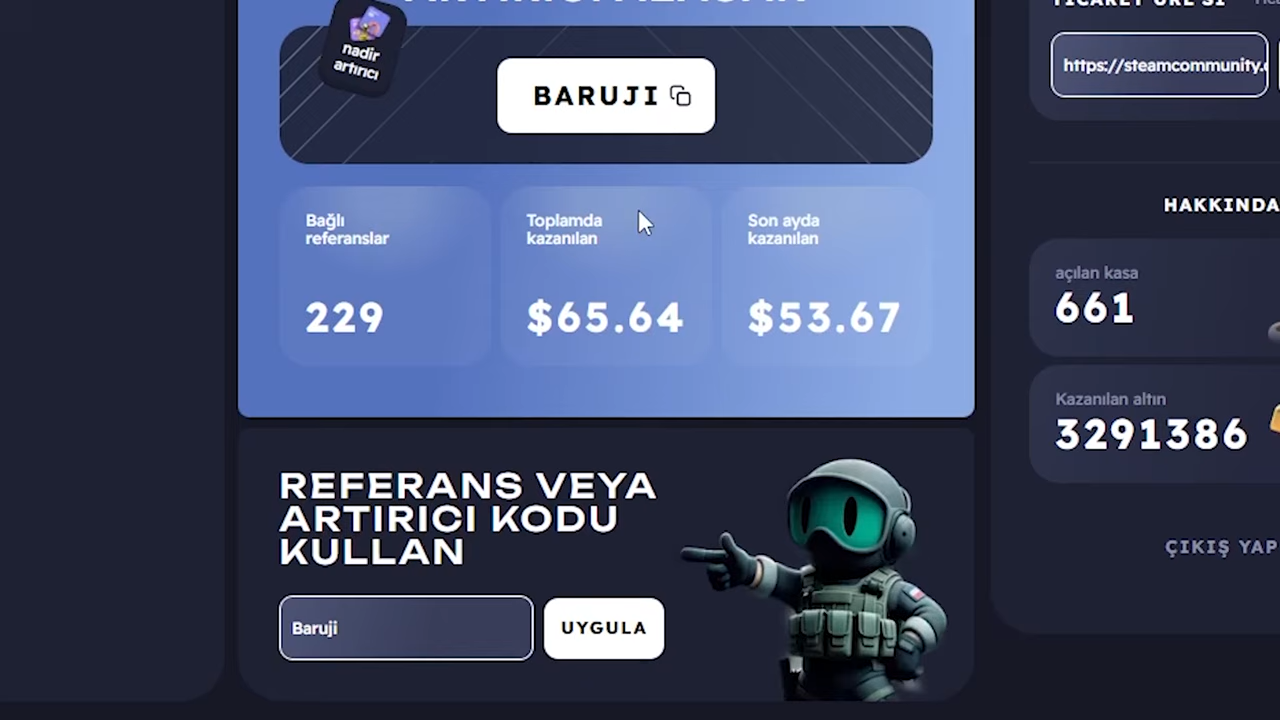 nadir
artırıcı
BARUJI
Bağlı
referanslar
229
Toplamda
kazanılan
$65.64
Son ayda
kazanılan
$53.67
REFERANS VEYA
ARTIRICI KODU
KULLAN
Baruji
UYGULA
https://steamcommunity.
HAKKINDA
açılan kasa
661
Kazanılan altın
3291386
ÇIKIŞ YAP